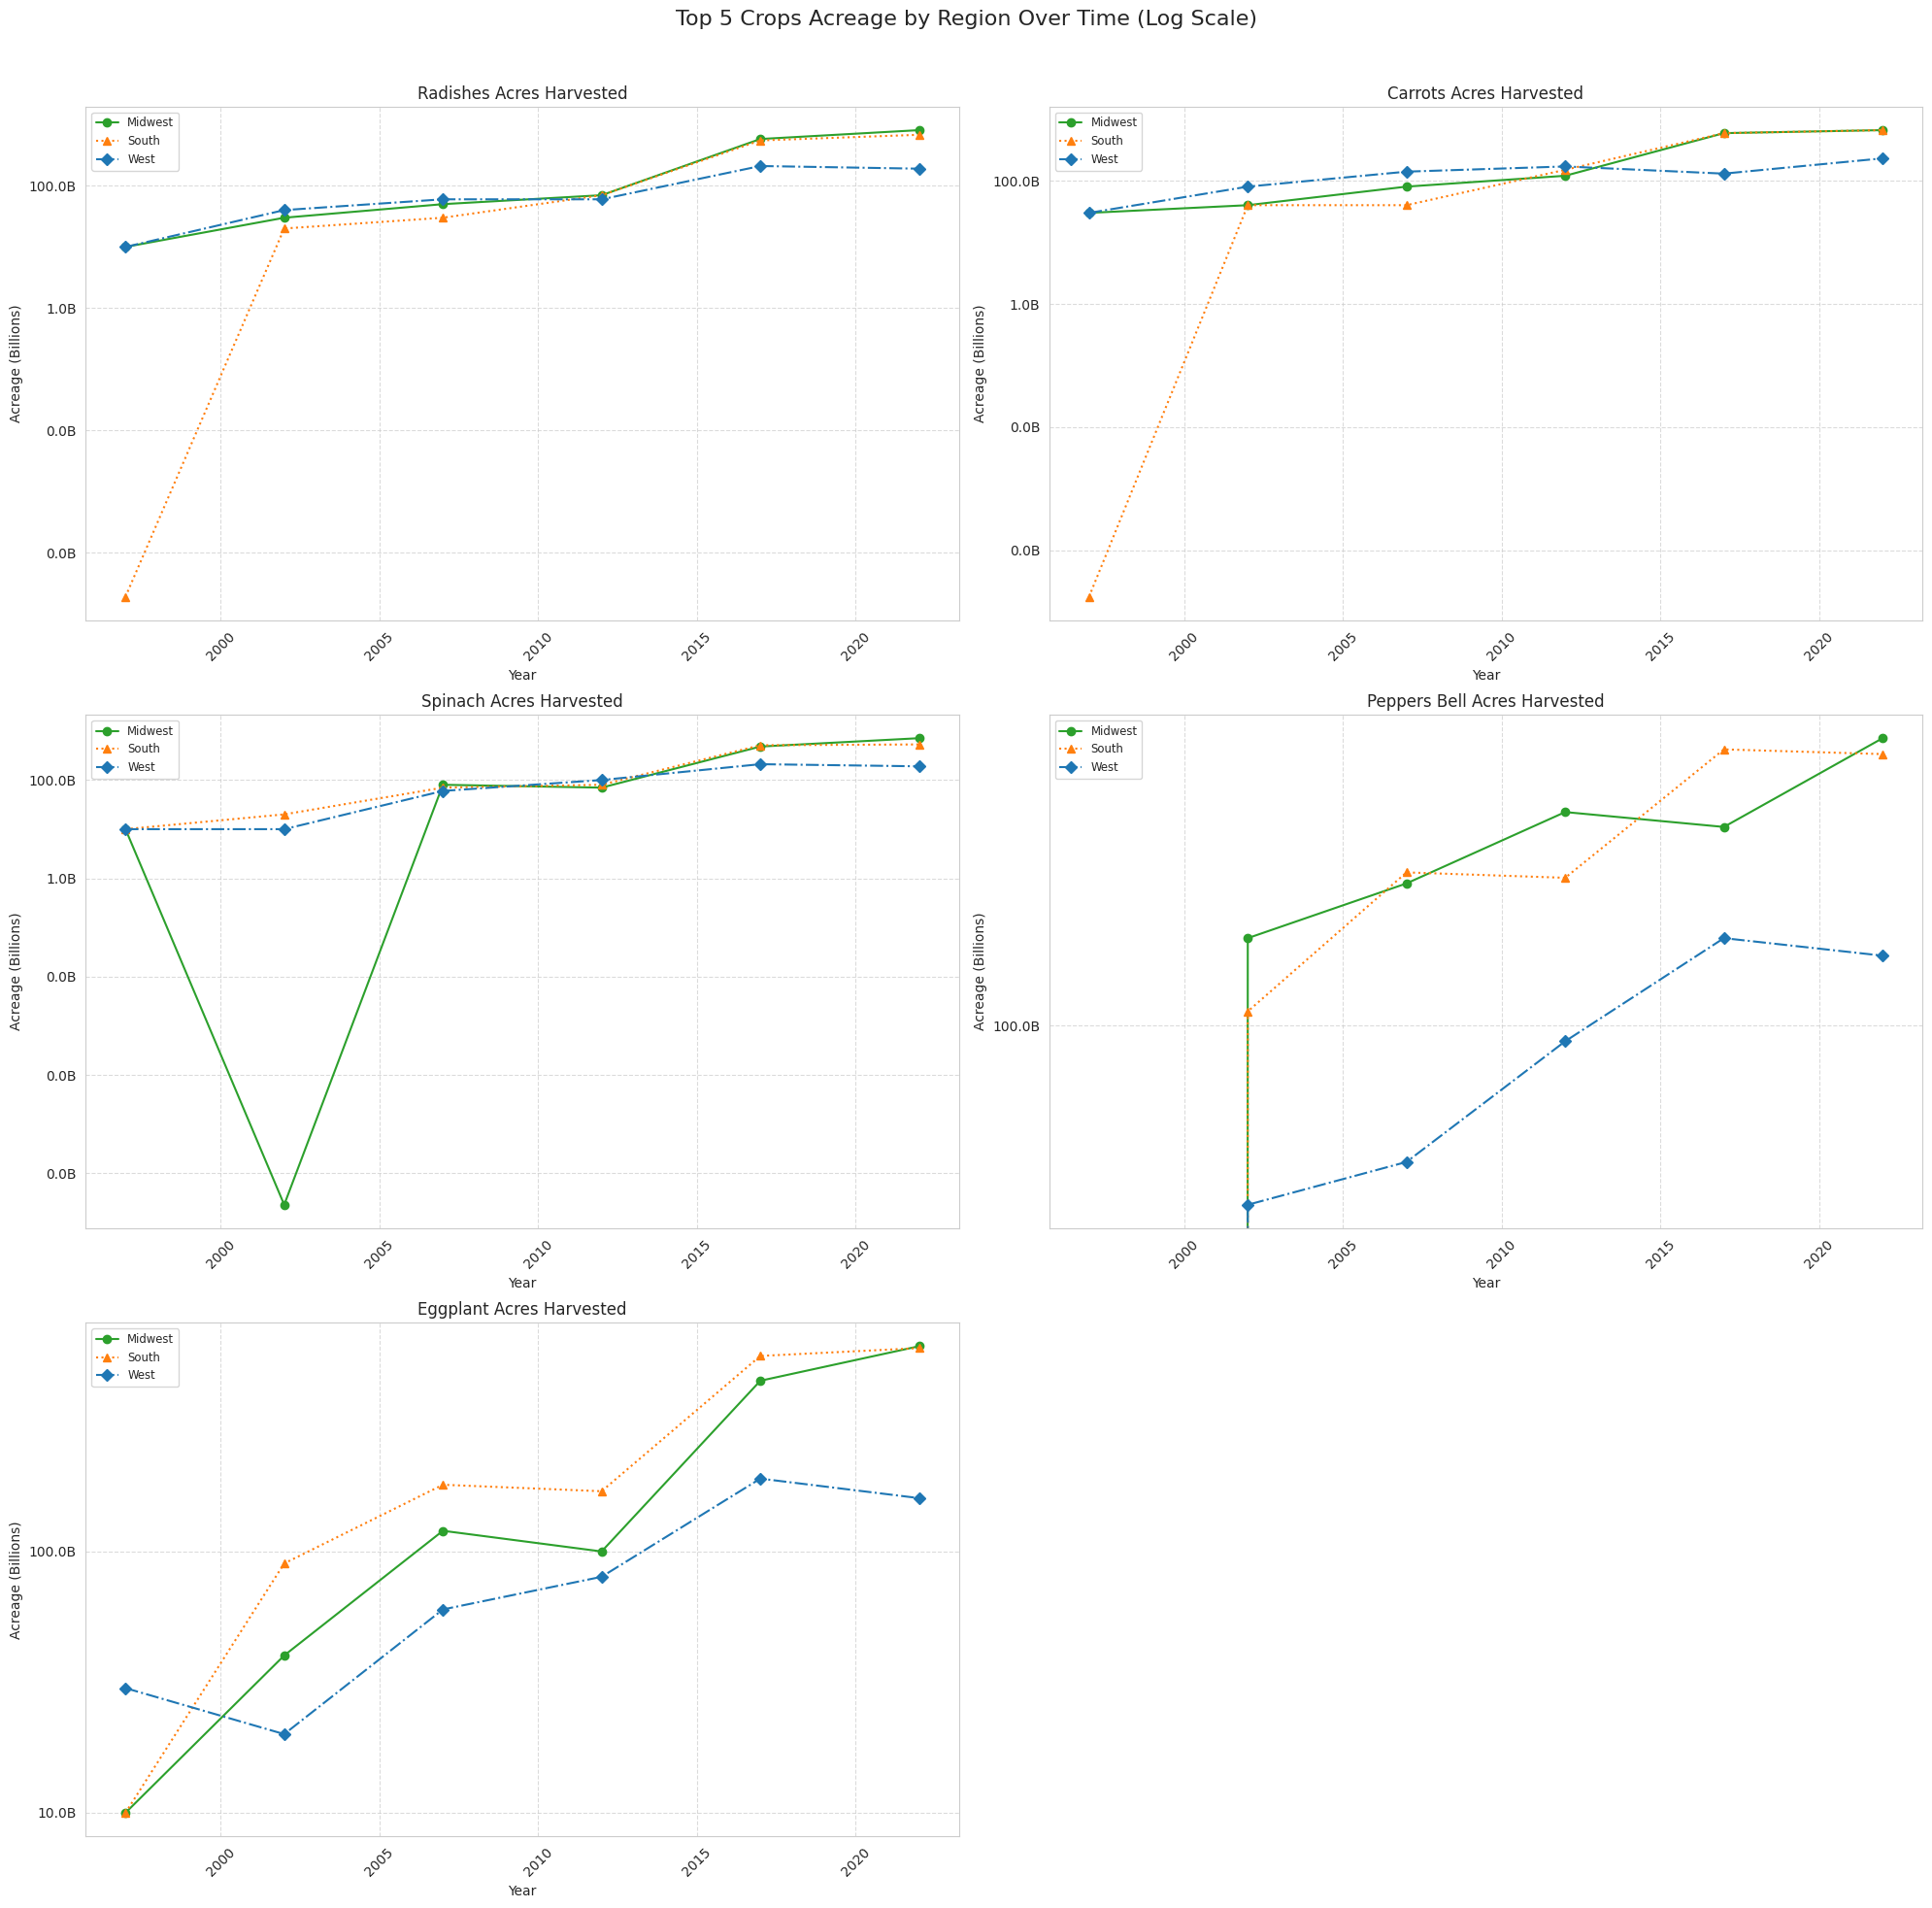 Top 5 Crops Acreage by Region Over Time (Log Scale)
Radishes Acres Harvested
Midwest
South
West
100.0B
1.0B
0.0B
0.0B
Acreage (Billions)
2000
2005
2010
2015
2020
Year
Carrots Acres Harvested
Midwest
South
West
100.0B
1.0B
0.0B
0.0B
Acreage (Billions)
2000
2005
2010
2015
2020
Year
Spinach Acres Harvested
Midwest
South
West
100.0B
1.0B
0.0B
0.0B
0.0B
Acreage (Billions)
2000
2005
2010
2015
2020
Year
Peppers Bell Acres Harvested
Midwest
South
West
100.0B
Acreage (Billions)
2000
2005
2010
2015
2020
Year
Eggplant Acres Harvested
Midwest
South
West
100.0B
10.0B
Acreage (Billions)
2000
2005
2010
2015
2020
Year